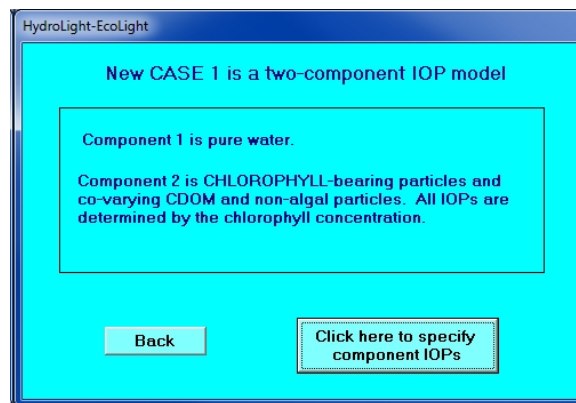 HydroLight-EcoLight
New CASE 1 is a two-component IOP model
Component 1 is pure water.
Component 2 is CHLOROPHYLL-bearing particles and
co-varying CDOM and non-algal particles.  All IOPs are
determined by the chlorophyll concentration.
Back
Click here to specify
component IOPs